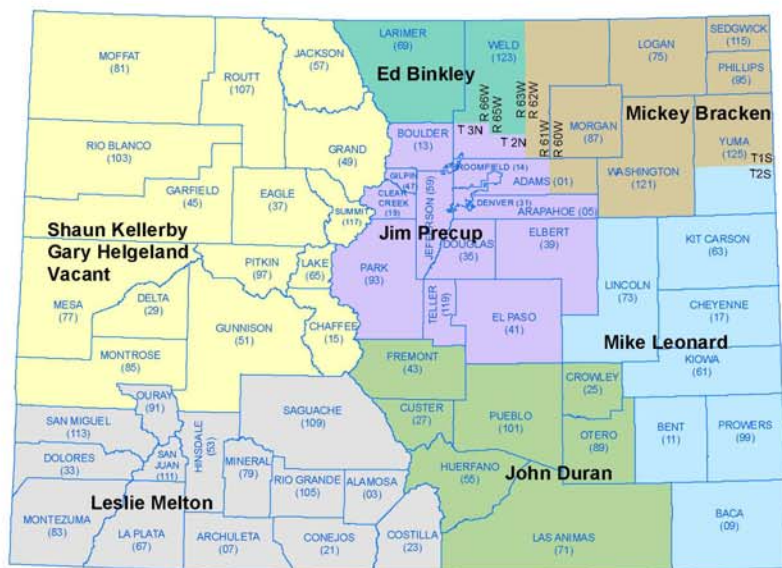 MOFFAT
(81)
ROUTT
(107)
JACKSON
(57)
LARIMER
(69)
WELD
(123)
LOGAN
(75)
SEDGWICK
(115)
PHILLIPS
(95)
Ed Binkley
R 66W
R 65W
R 63W
R 62W
Mickey Bracken
RIO BLANCO
(103)
GRAND
(49)
BOULDER
(13)
T 3N
T 2N
R 61W
R 60W
MORGAN
(87)
YUMA
(125)
T1S
T2S
WASHINGTON
(121)
GARFIELD
(45)
EAGLE
(37)
SUMMIT
(117)
GILPIN
(47)
CLEAR
CREEK
(19)
JEFFERSON (59)
BROOMFIELD (14)
ADAMS (01)
DENVER (31)
ARAPAHOE (05)
Shaun Kellerby
Gary Helgeland
Vacant
Jim Precup
PITKIN
(97)
LAKE
(65)
PARK
(93)
DOUGLAS
(35)
ELBERT
(39)
KIT CARSON
(63)
LINCOLN
(73)
MESA
(77)
DELTA
(29)
GUNNISON
(51)
CHAFFEE
(15)
TELLER
(119)
EL PASO
(41)
CHEYENNE
(17)
Mike Leonard
KIOWA
(61)
MONTROSE
(85)
FREMONT
(43)
CROWLEY
(25)
OURAY
(91)
SAGUACHE
(109)
CUSTER
(27)
PUEBLO
(101)
OTERO
(89)
BENT
(11)
PROWERS
(99)
SAN MIGUEL
(113)
HINSDALE
(53)
DOLORES
(33)
SAN
JUAN
(111)
MINERAL
(79)
RIO GRANDE
(105)
ALAMOSA
(03)
HUERFANO
(55)
John Duran
Leslie Melton
MONTEZUMA
(83)
LA PLATA
(67)
ARCHULETA
(07)
CONEJOS
(21)
COSTILLA
(23)
LAS ANIMAS
(71)
BACA
(09)